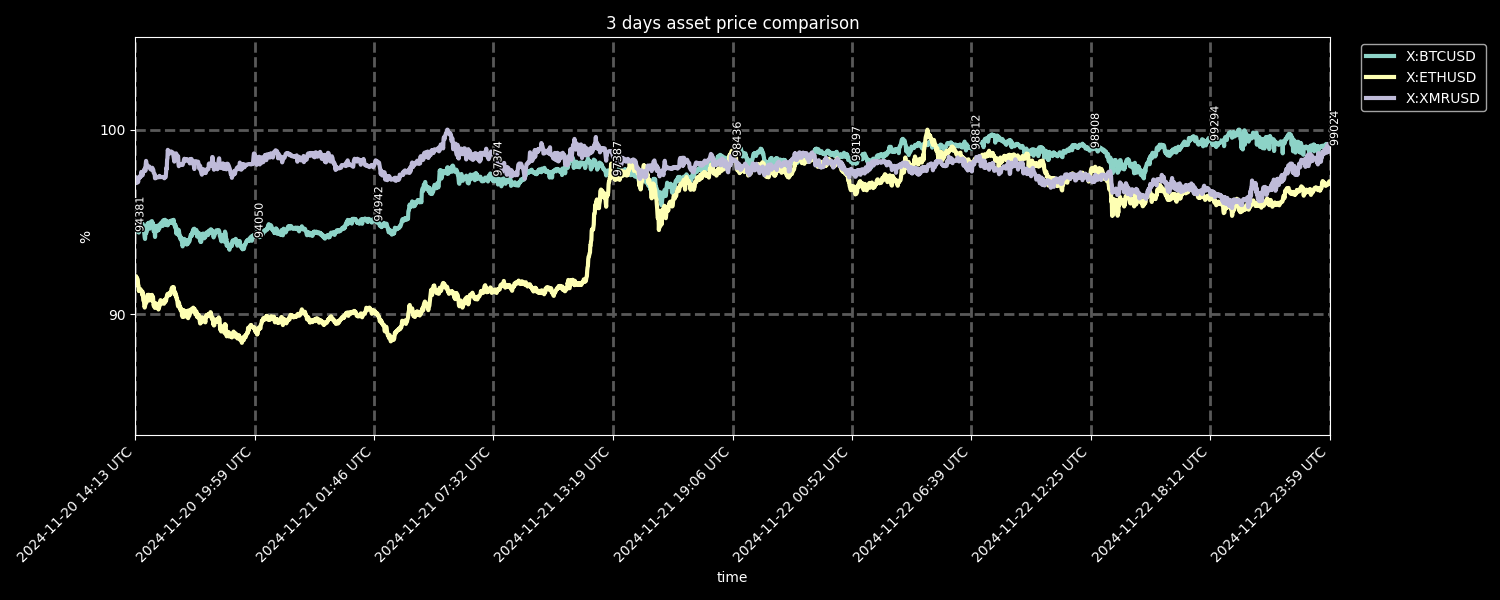 3 days asset price comparison
X:BTCUSD
X:ETHUSD
X:XMRUSD
100
90
%
94381
94050
94942
97374
97387
98436
98197
98812
98908
99294
99024
2024-11-20 14:13 UTC
2024-11-20 19:59 UTC
2024-11-21 01:46 UTC
2024-11-21 07:32 UTC
2024-11-21 13:19 UTC
2024-11-21 19:06 UTC
2024-11-22 00:52 UTC
2024-11-22 06:39 UTC
2024-11-22 12:25 UTC
2024-11-22 18:12 UTC
2024-11-22 23:59 UTC
time